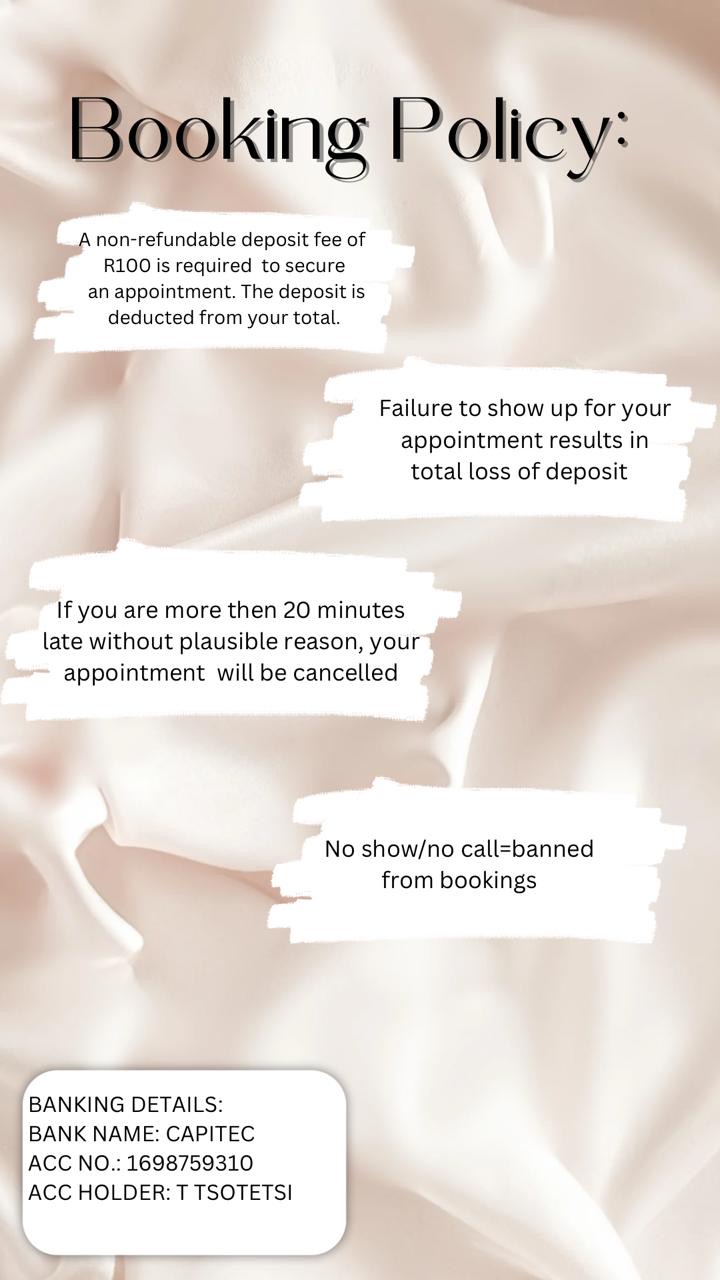 Booking Policy:
A non-refundable deposit fee of
R100 is required  to secure
an appointment. The deposit is
deducted from your total.
Failure to show up for your
appointment results in
total loss of deposit
If you are more then 20 minutes
late without plausible reason, your
appointment  will be cancelled
No show/no call=banned
from bookings
BANKING DETAILS:
BANK NAME: CAPITEC
ACC NO.: 1698759310
ACC HOLDER: T TSOTETSI